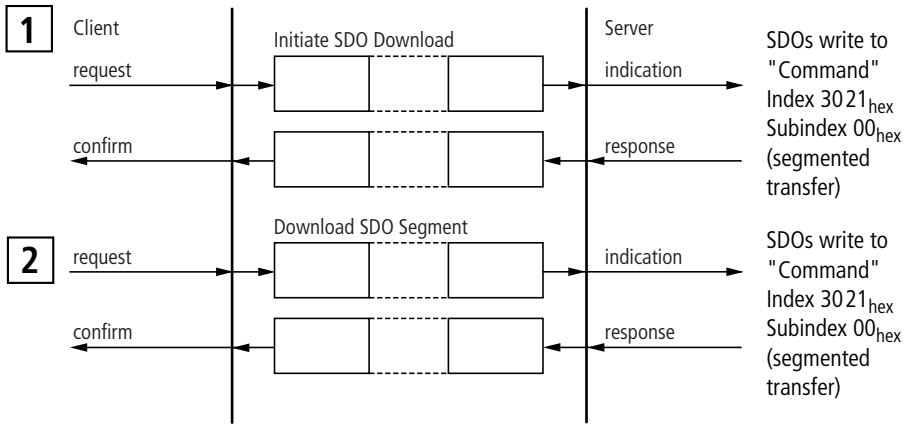 1
Client
Initiate SDO Download
Server
request
indication
confirm
response
SDOs write to
"Command"
Index 3021hex
Subindex 00hex
(segmented
transfer)
2
Download SDO Segment
request
indication
confirm
response
SDOs write to
"Command"
Index 3021hex
Subindex 00hex
(segmented
transfer)